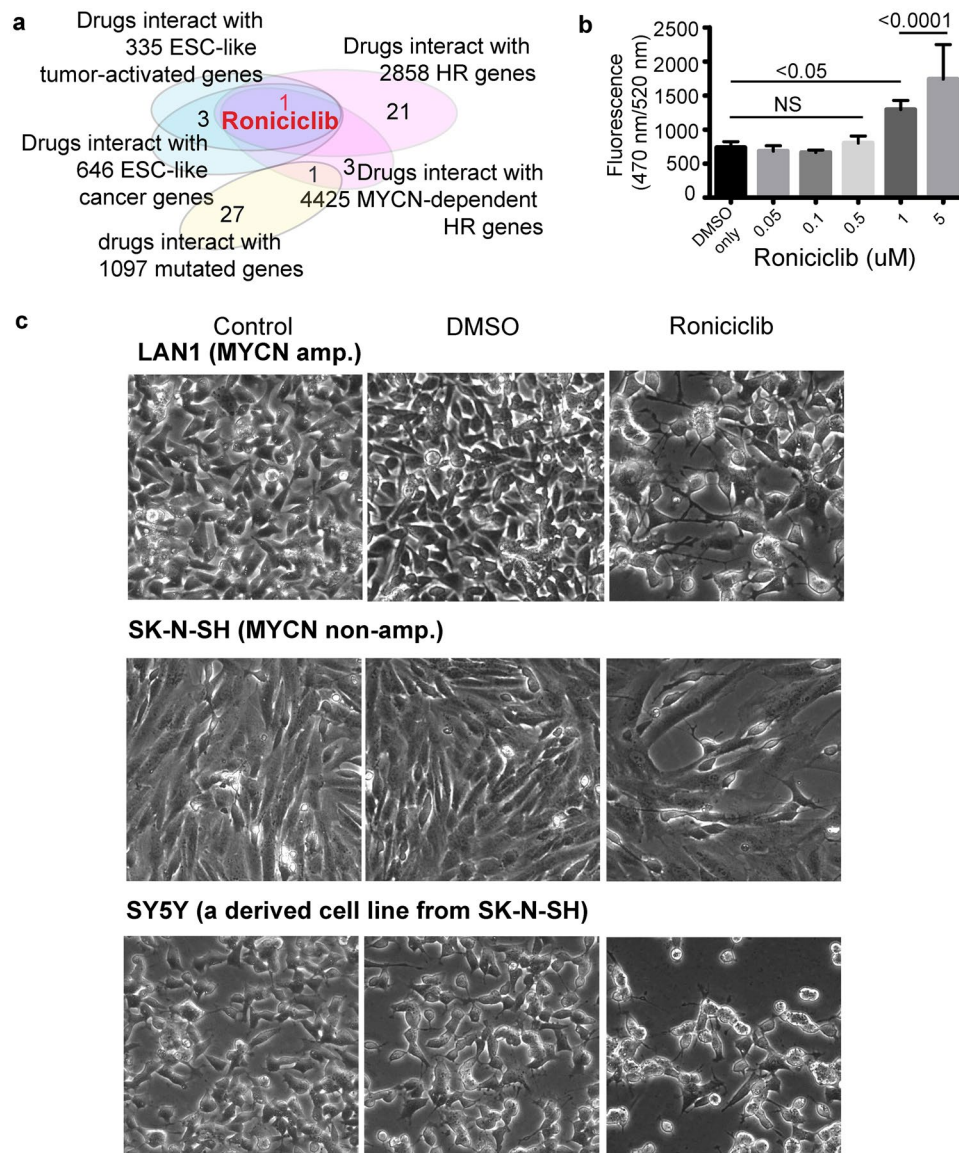 a
Drugs interact with
335 ESC-like
tumor-activated genes
Drugs interact with
2858 HR genes
1
Roniciclib
3
21
Drugs interact with
646 ESC-like
cancer genes
1
3
Drugs interact with
4425 MYCN-dependent
HR genes
27
drugs interact with
1097 mutated genes
b
<0.0001
<0.05
NS
Fluorescence
(470 nm/520 nm)
2500
2000
1500
1000
500
0
DMSO
only
0.05
0.1
0.5
1
5
Roniciclib (uM)
c
Control
DMSO
Roniciclib
LAN1 (MYCN amp.)
SK-N-SH (MYCN non-amp.)
SY5Y (a derived cell line from SK-N-SH)